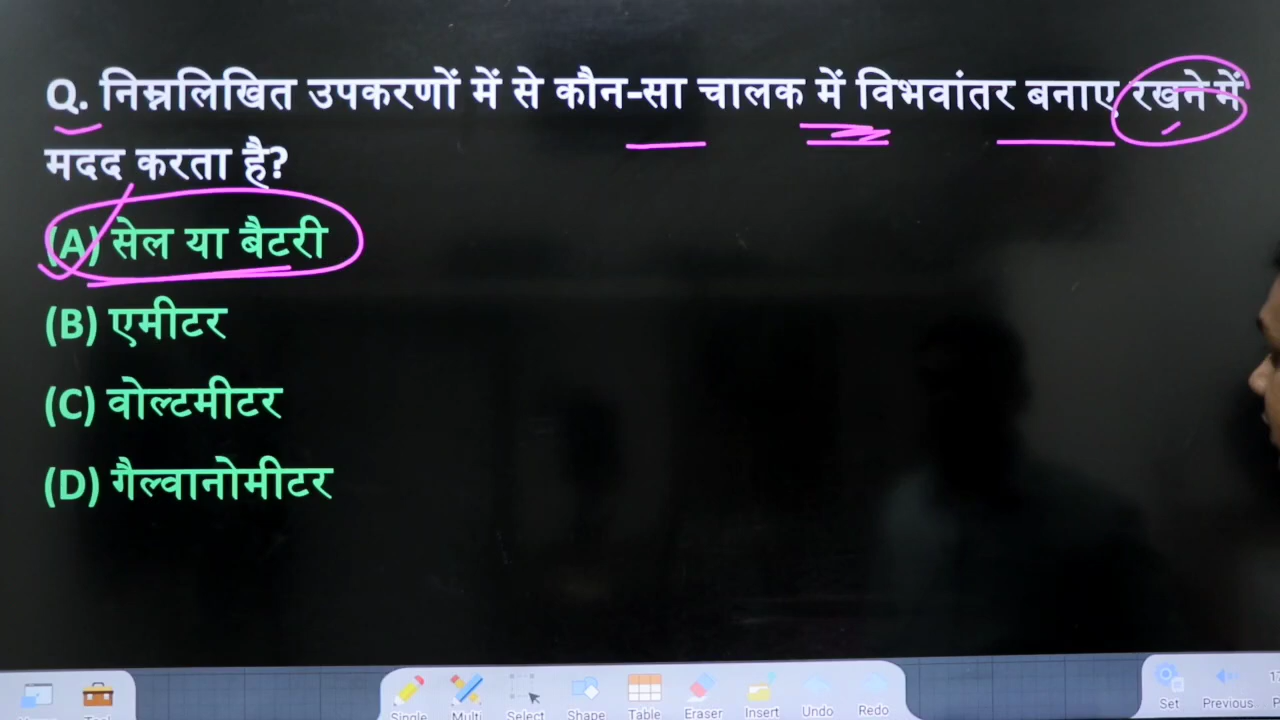 Q. निम्नलिखित उपकरणों में से कौन-सा चालक में विभवांतर बनाए रखने में
मदद करता है?
(A) सेल या बैटरी
(B) एमीटर
(C) वोल्टमीटर
(D) गैल्वानोमीटर
Single Multi Select Shape Table Eraser Insert Undo Redo Set Previous